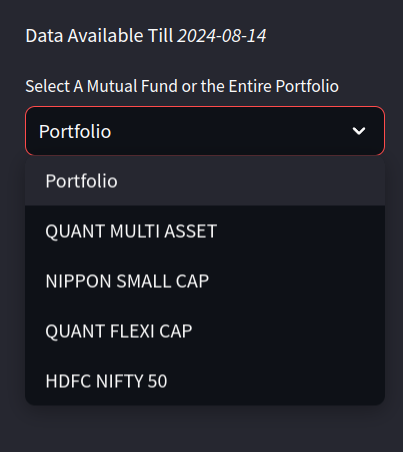 Data Available Till 2024-08-14
Select A Mutual Fund or the Entire Portfolio
Portfolio
Portfolio
QUANT MULTI ASSET
NIPPON SMALL CAP
QUANT FLEXI CAP
HDFC NIFTY 50